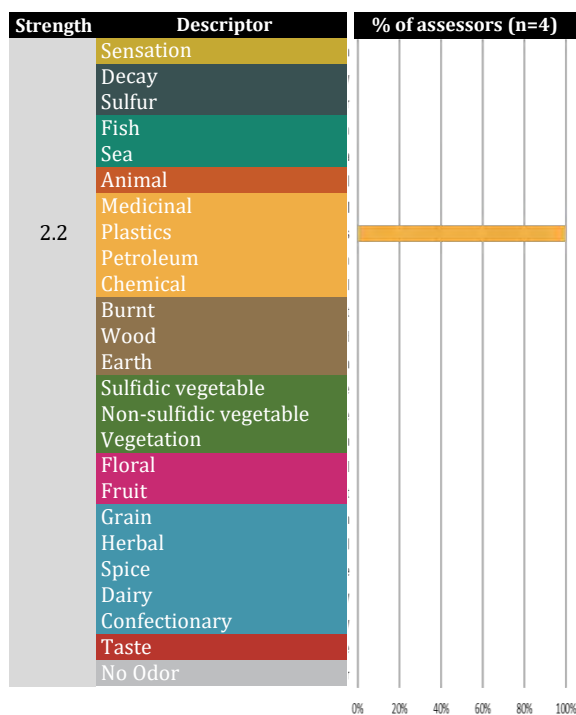 Strength Descriptor % of assessors (n=4)
Sensation
Decay
Sulfur
Fish
Sea
Animal
Medicinal
2.2 Plastics
Petroleum
Chemical
Burnt
Wood
Earth
Sulfidic vegetable
Non-sulfidic vegetable
Vegetation
Floral
Fruit
Grain
Herbal
Spice
Dairy
Confectionary
Taste
No Odor
0% 20% 40% 60% 80% 100%